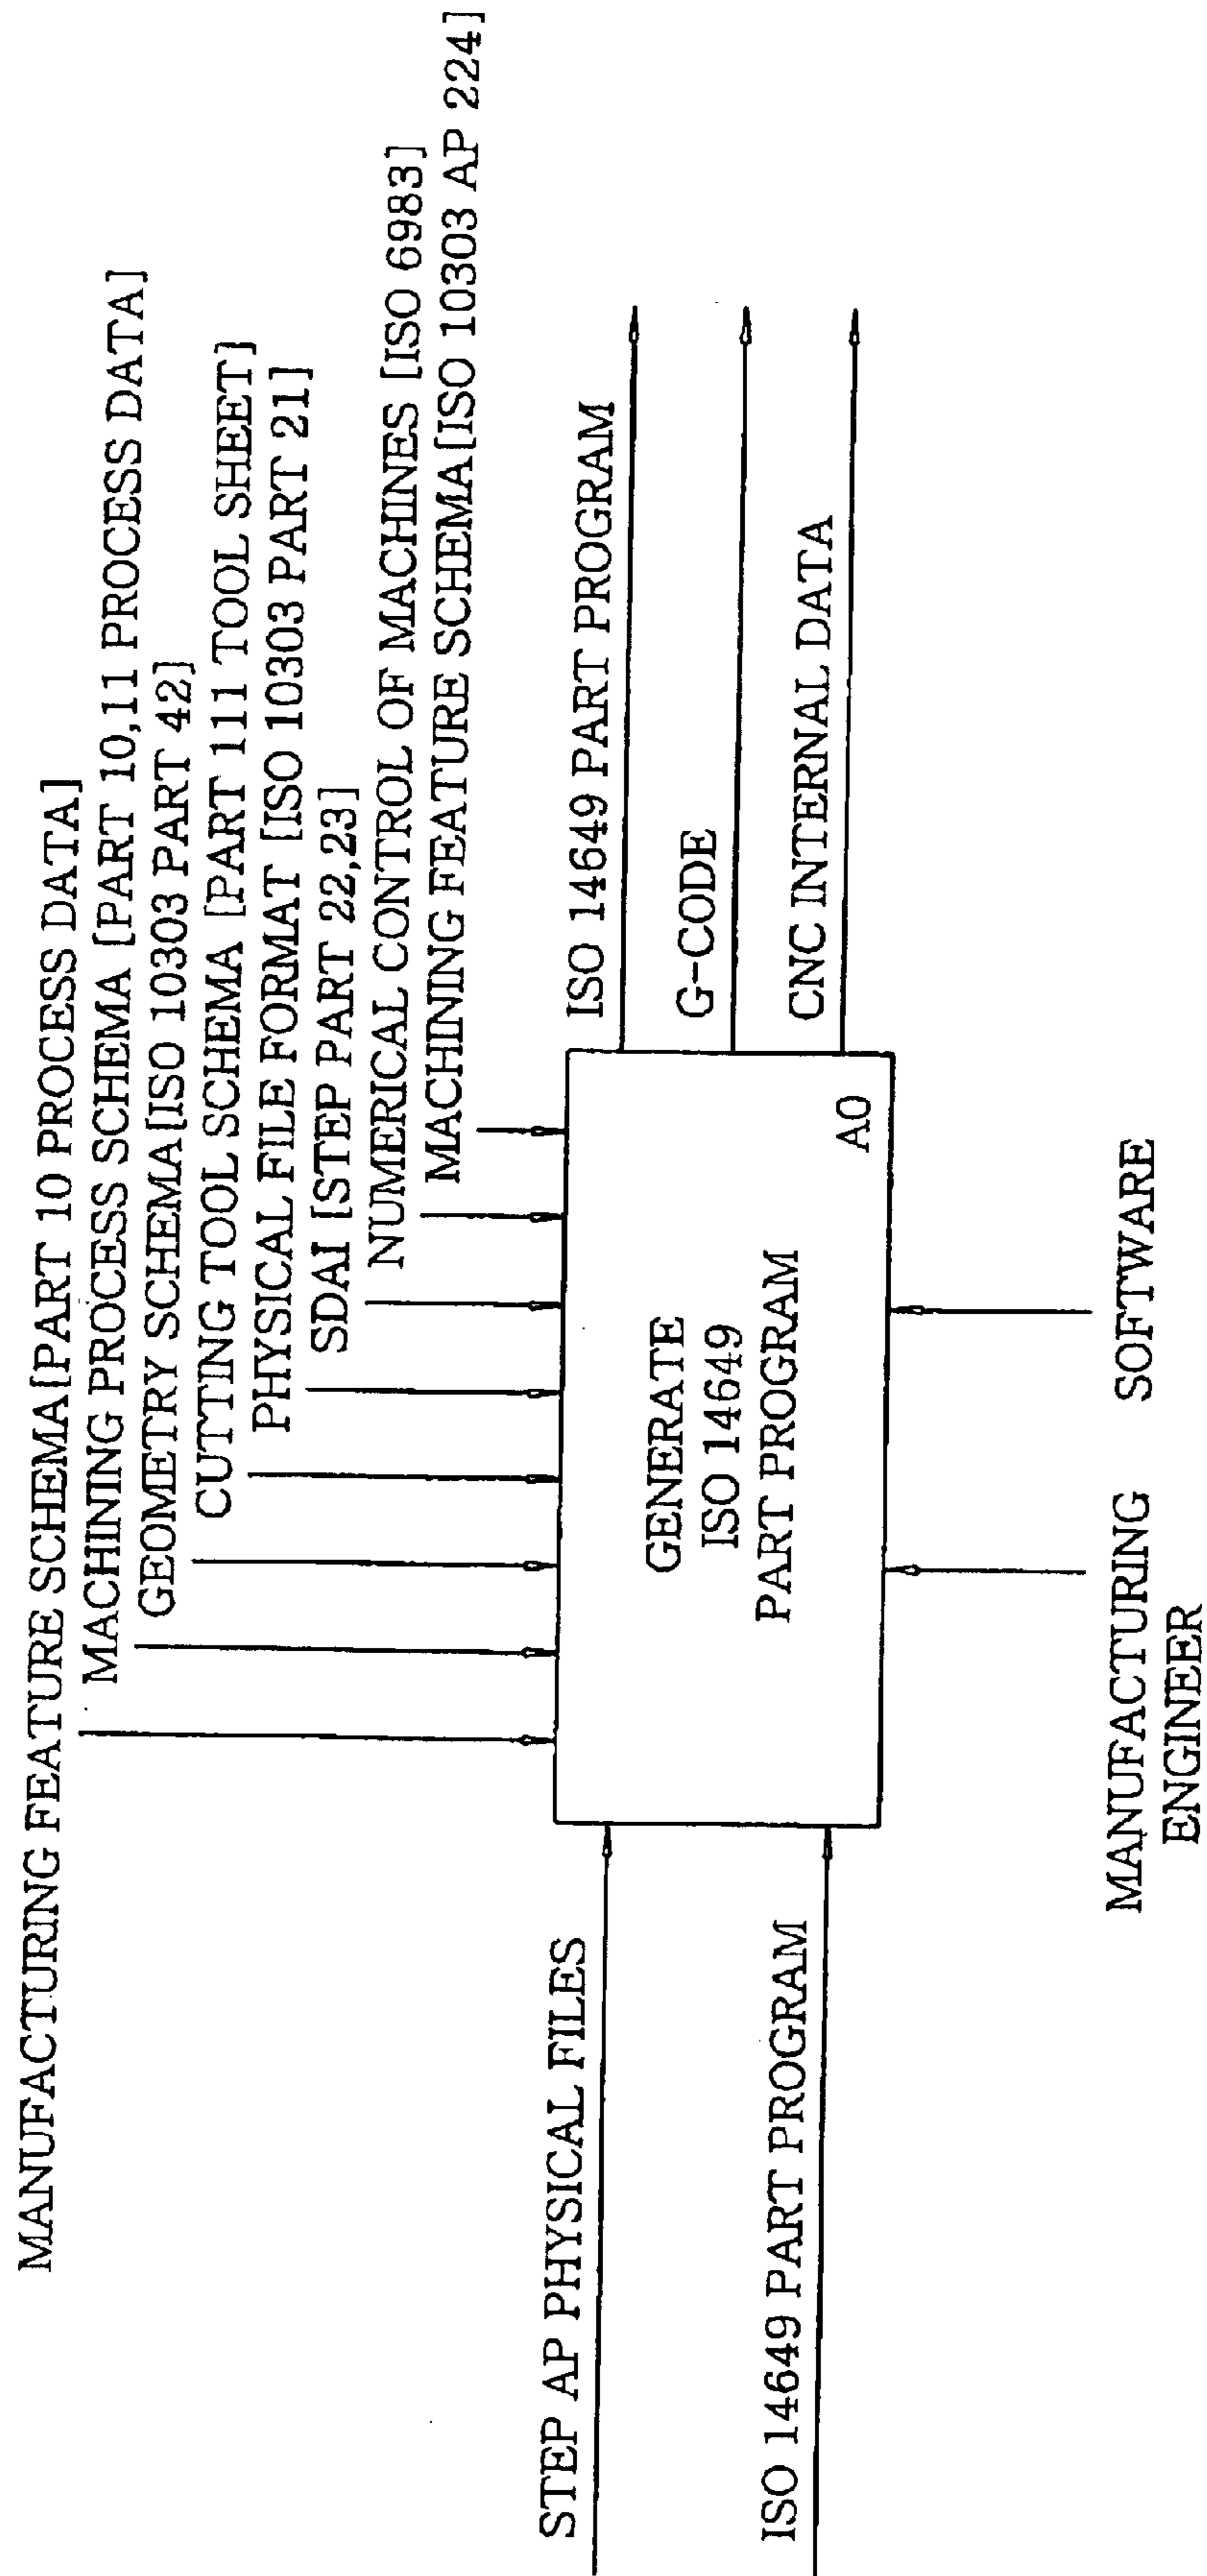 MANUFACTURING FEATURE SCHEMA[PART 10 PROCESS DATA]
MACHINING PROCESS SCHEMA [PART 10,11 PROCESS DATA]
GEOMETRY SCHEMA[ISO 10303 PART 42]
CUTTING TOOL SCHEMA [PART 111 TOOL SHEET]
PHYSICAL FILE FORMAT [ISO 10303 PART 21]
SDAI [STEP PART 22,23]
NUMERICAL CONTROL OF MACHINES [ISO 6983]
MACHINING FEATURE SCHEMA[ISO 10303 AP 224]
STEP AP PHYSICAL FILES
ISO 14649 PART PROGRAM
GENERATE
ISO 14649
PART PROGRAM
A0
ISO 14649 PART PROGRAM
G-CODE
CNC INTERNAL DATA
MANUFACTURING
ENGINEER
SOFTWARE